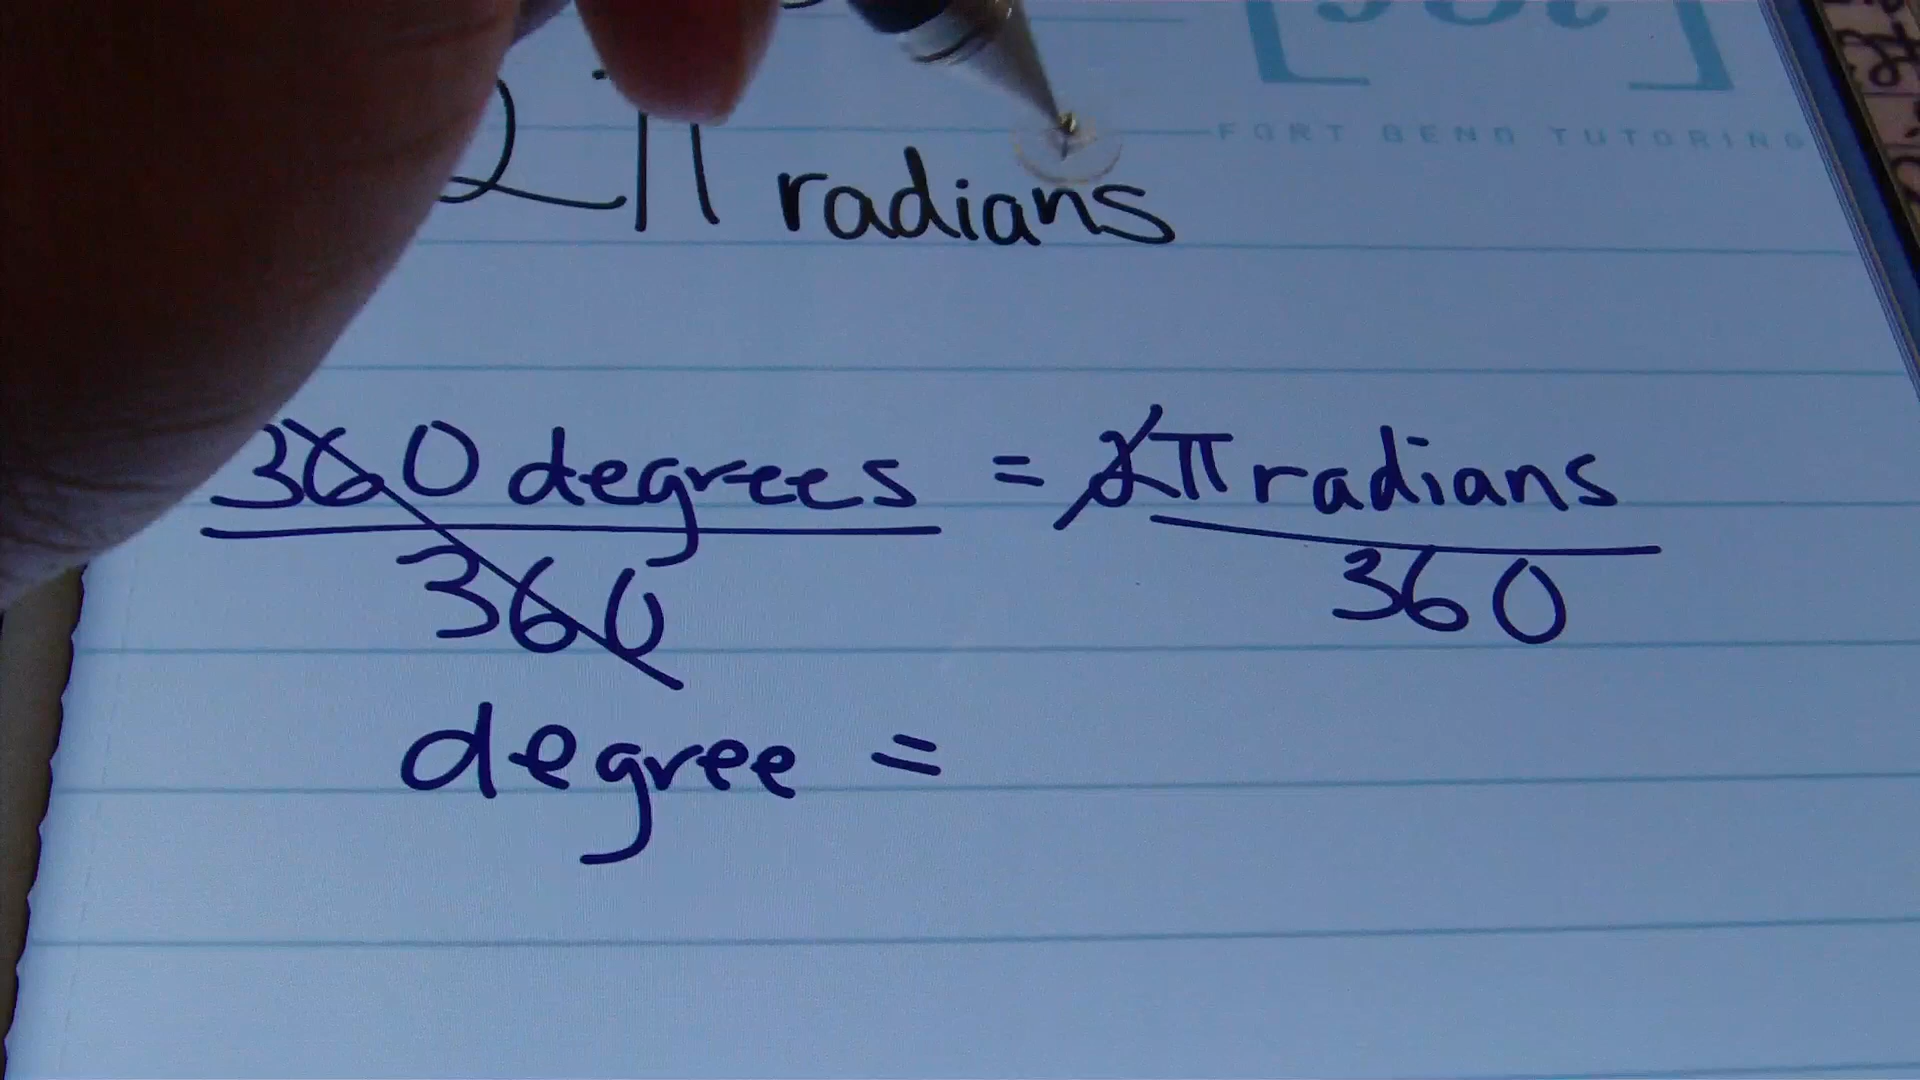 FORT BEND TUTORING
2π radians
360 degrees = 2π radians
360 360
degree =